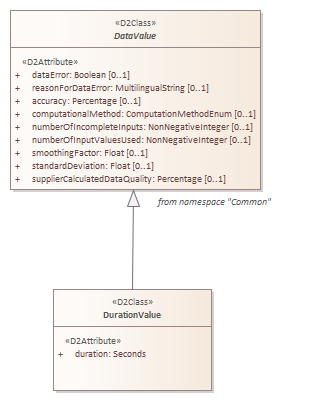 «D2Class»
DataValue
«D2Attribute»
+ dataError: Boolean [0..1]
+ reasonForDataError: MultilingualString [0..1]
+ accuracy: Percentage [0..1]
+ computationalMethod: ComputationMethodEnum [0..1]
+ numberOfIncompleteInputs: NonNegativeInteger [0..1]
+ numberOfInputValuesUsed: NonNegativeInteger [0..1]
+ smoothingFactor: Float [0..1]
+ standardDeviation: Float [0..1]
+ supplierCalculatedDataQuality: Percentage [0..1]
from namespace "Common"
«D2Class»
DurationValue
«D2Attribute»
+ duration: Seconds